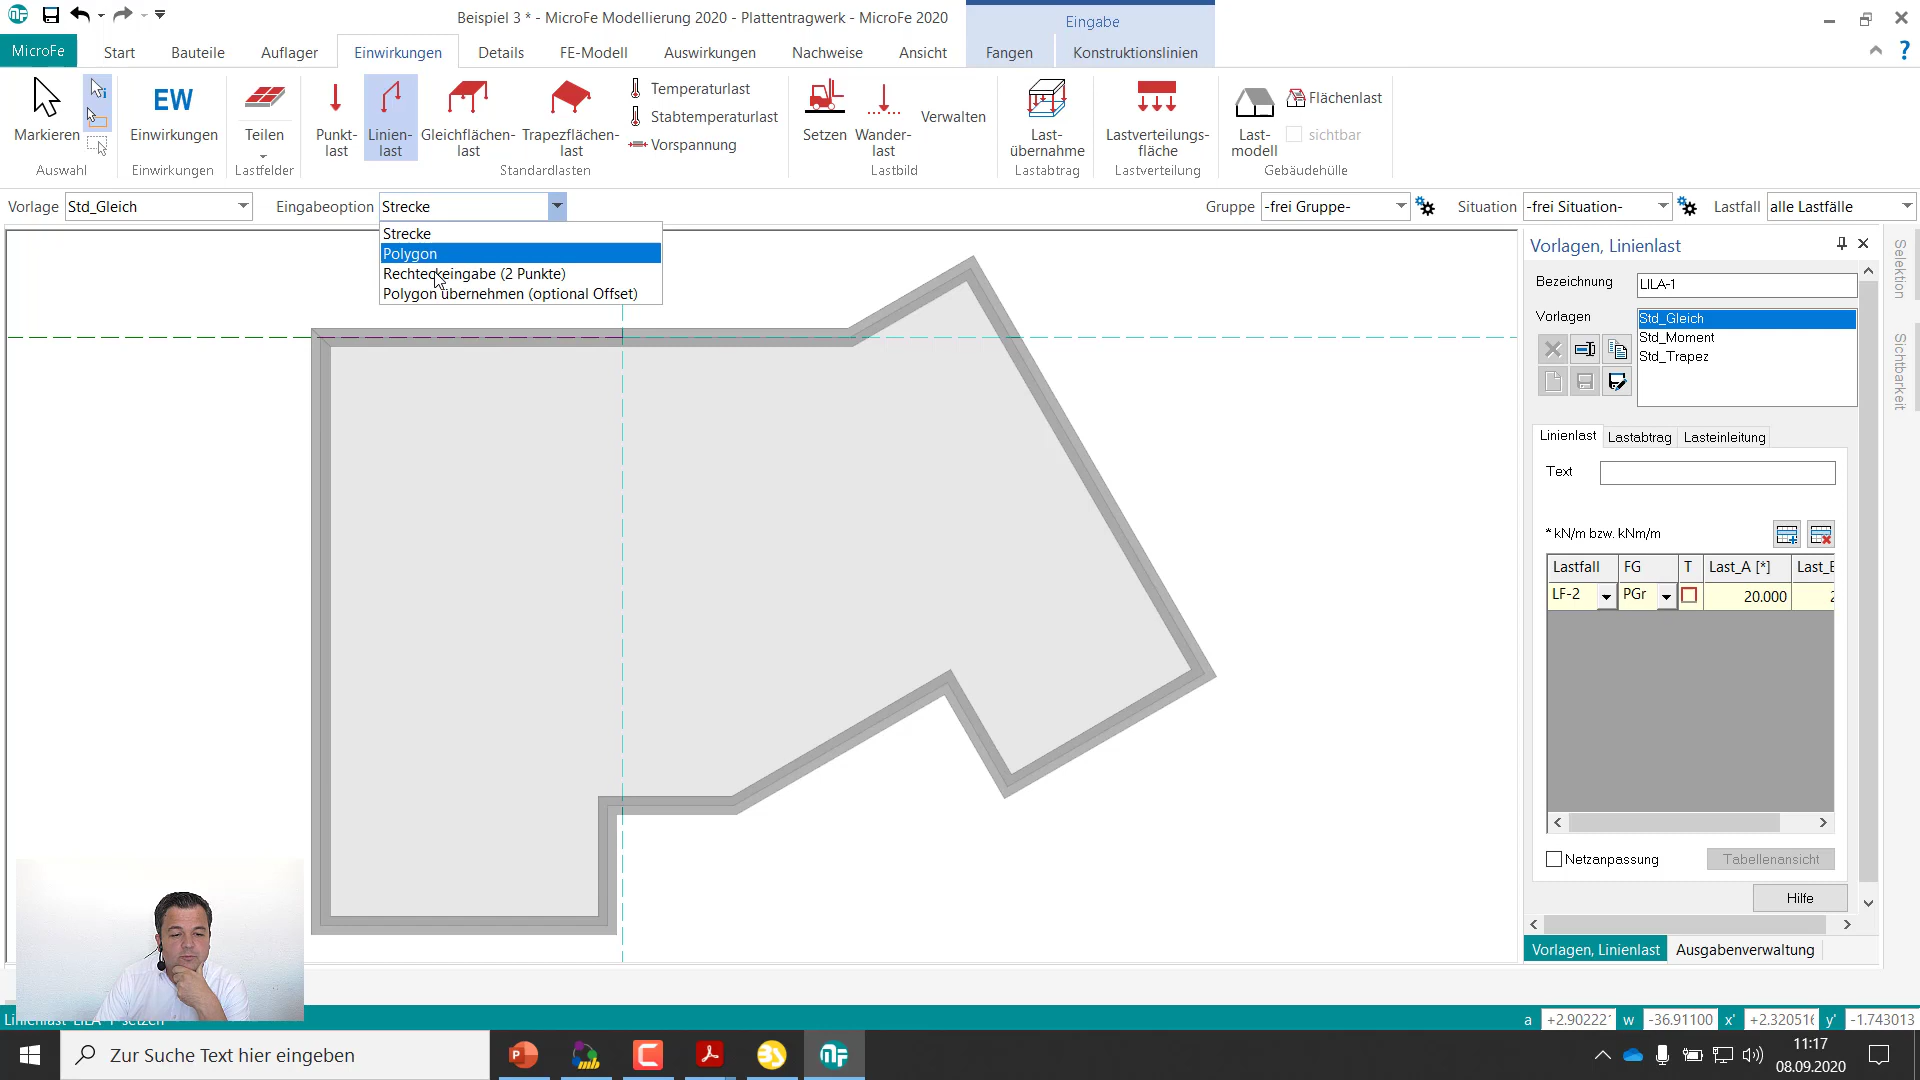 Beispiel 3 * - MicroFe Modellierung 2020 - Plattentragwerk - MicroFe 2020
Eingabe
MicroFe
Start
Bauteile
Auflager
Einwirkungen
Details
FE-Modell
Auswirkungen
Nachweise
Ansicht
Fangen
Konstruktionslinien
?
Markieren
EW
Einwirkungen
Teilen
Punkt-
last
Linien-
last
Gleichflächen-
last
Trapezflächen-
last
Temperaturlast
Stabtemperaturlast
Vorspannung
Setzen
Wander-
last
Verwalten
Last-
übernahme
Lastverteilungs-
fläche
Last-
modell
Flächenlast
sichtbar
Auswahl
Einwirkungen
Lastfelder
Standardlasten
Lastbild
Lastabtrag
Lastverteilung
Gebäudehülle
Vorlage
Std_Gleich
Eingabeoption
Strecke
Gruppe
-frei Gruppe-
Situation
-frei Situation-
Lastfall
alle Lastfälle
Strecke
Polygon
Rechteckeingabe (2 Punkte)
Polygon übernehmen (optional Offset)
Vorlagen, Linienlast
Selektion
Sichtbarkeit
Bezeichnung
LILA-1
Vorlagen
Std_Gleich
Std_Moment
Std_Trapez
Linienlast
Lastabtrag
Lasteinleitung
Text
* kN/m bzw. kNm/m
Lastfall
FG
T
Last_A [*]
LF-2
PGr
20.000
Netzanpassung
Tabellenansicht
Hilfe
Vorlagen, Linienlast
Ausgabenverwaltung
a
w
-36.91100
x'
y'
-1.743013
Zur Suche Text hier eingeben
11:17
08.09.2020